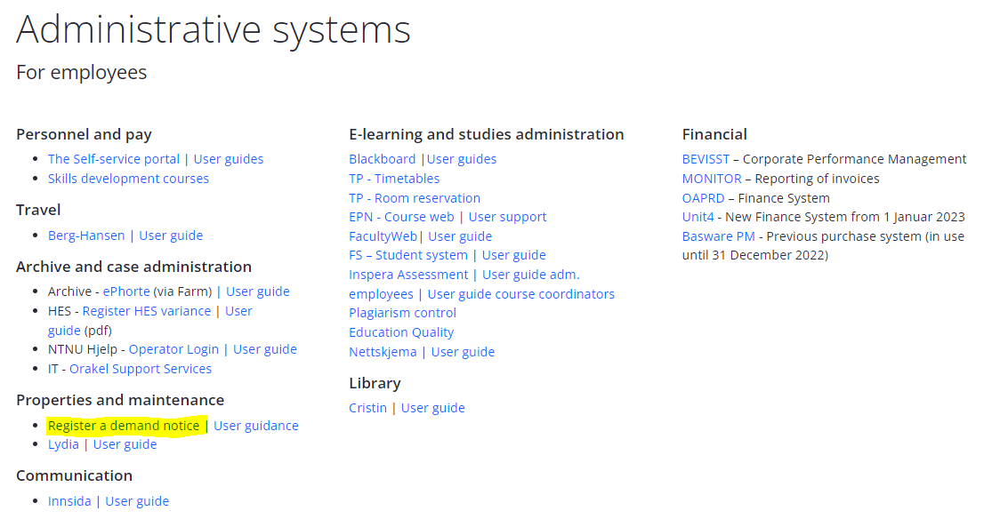 Administrative systems
For employees
Personnel and pay
The Self-service portal | User guides
Skills development courses
Travel
Berg-Hansen | User guide
Archive and case administration
Archive - ePhorte (via Farm) | User guide
HES - Register HES variance | User
guide (pdf)
NTNU Hjelp - Operator Login | User guide
IT - Orakel Support Services
Properties and maintenance
Register a demand notice | User guidance
Lydia | User guide
Communication
Innsida | User guide
E-learning and studies administration
Blackboard |User guides
TP - Timetables
TP - Room reservation
EPN - Course web | User support
FacultyWeb| User guide
FS – Student system | User guide
Inspera Assessment | User guide adm.
employees | User guide course coordinators
Plagiarism control
Education Quality
Nettskjema | User guide
Library
Cristin | User guide
Financial
BEVISST – Corporate Performance Management
MONITOR – Reporting of invoices
OAPRD – Finance System
Unit4 - New Finance System from 1 Januar 2023
Basware PM - Previous purchase system (in use
until 31 December 2022)